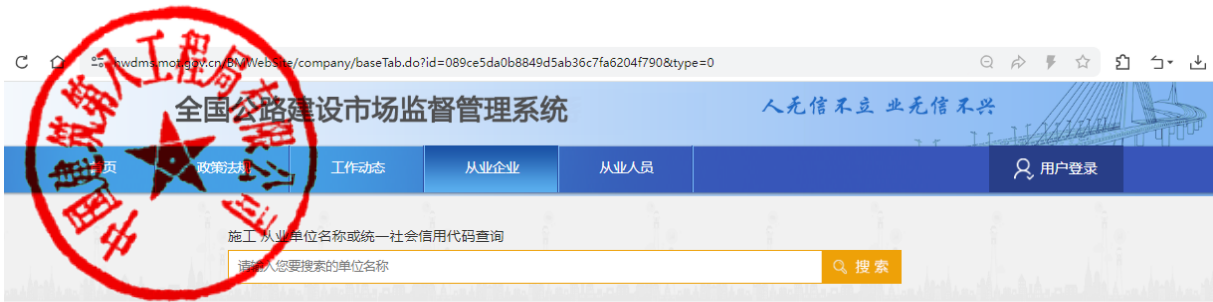 hwdms.mot.gov.cn/BMWebSite/company/baseTab.do?id=089ce5da0b8849d5ab36c7fa6204f790&type=0
全国公路建设市场监督管理系统
人无信不立 业无信不兴
首页 政策法规 工作动态 从业企业 从业人员 用户登录
施工 从业单位名称或统一社会信用代码查询
请输入您要搜索的单位名称 搜索
中国建筑第八工程局有限公司